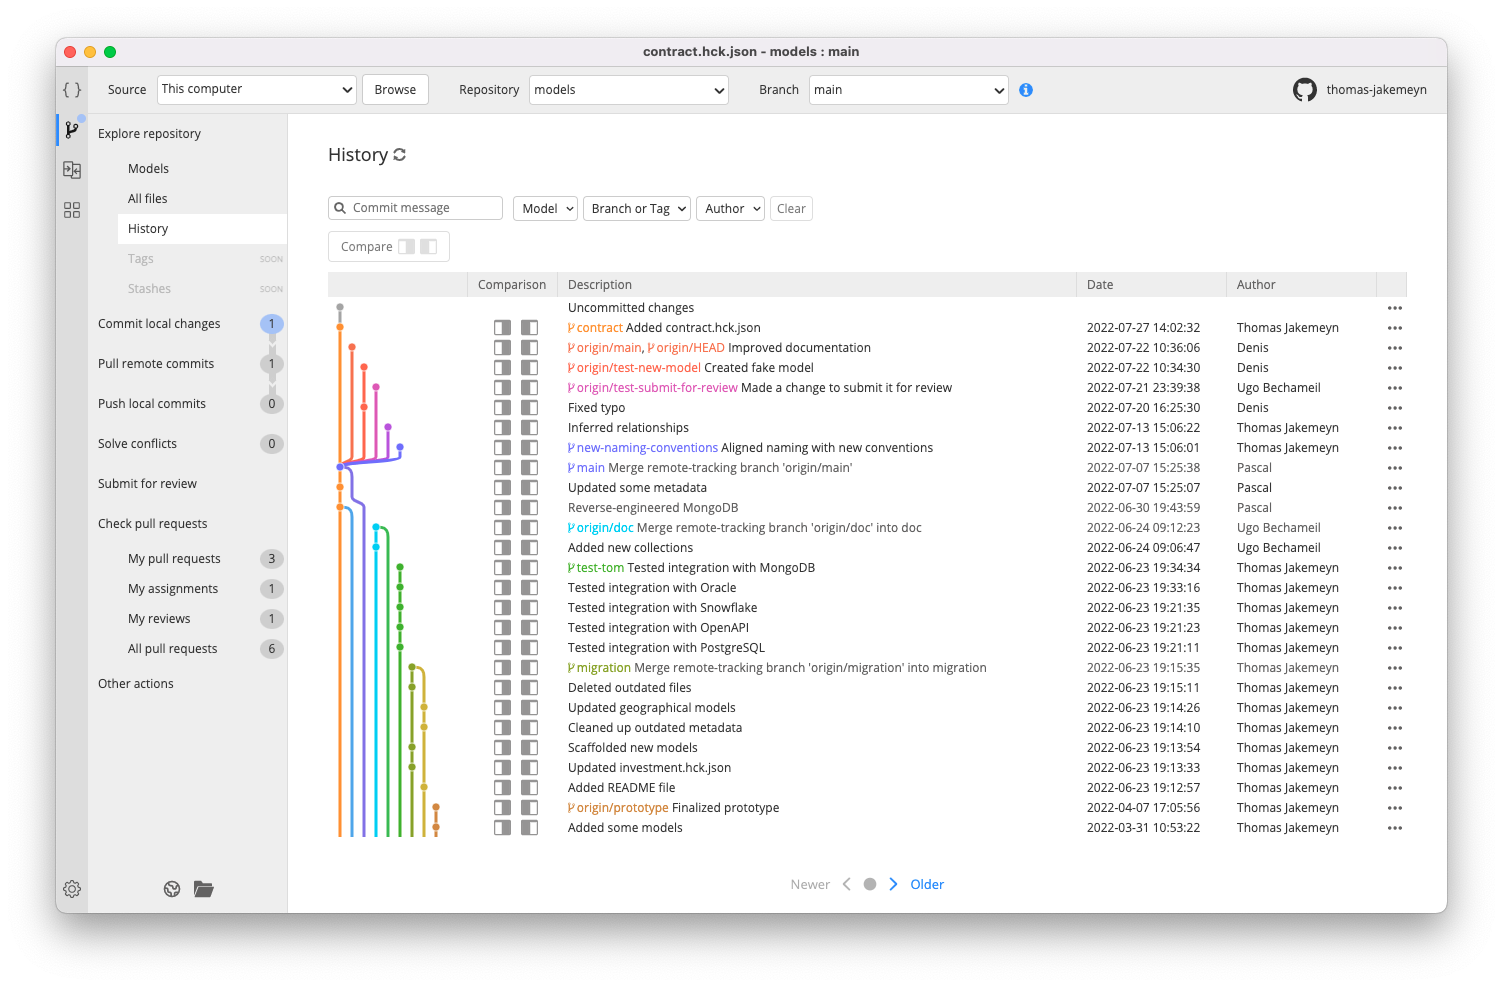 contract.hck.json - models : main
Source This computer Browse Repository models Branch main thomas-jakemeyn
Explore repository
Models
All files
History
Tags SOON
Stashes SOON
Commit local changes 1
Pull remote commits 1
Push local commits 0
Solve conflicts 0
Submit for review
Check pull requests
My pull requests 3
My assignments 1
My reviews 1
All pull requests 6
Other actions
History
Commit message Model Branch or Tag Author Clear
Compare
Comparison Description Date Author
Uncommitted changes
contract Added contract.hck.json 2022-07-27 14:02:32 Thomas Jakemeyn
origin/main, origin/HEAD Improved documentation 2022-07-22 10:36:06 Denis
origin/test-new-model Created fake model 2022-07-22 10:34:30 Denis
origin/test-submit-for-review Made a change to submit it for review 2022-07-21 23:39:38 Ugo Bechameil
Fixed typo 2022-07-20 16:25:30 Denis
Inferred relationships 2022-07-13 15:06:22 Thomas Jakemeyn
new-naming-conventions Aligned naming with new conventions 2022-07-13 15:06:01 Thomas Jakemeyn
main Merge remote-tracking branch 'origin/main' 2022-07-07 15:25:38 Pascal
Updated some metadata 2022-07-07 15:25:07 Pascal
Reverse-engineered MongoDB 2022-06-30 19:43:59 Pascal
origin/doc Merge remote-tracking branch 'origin/doc' into doc 2022-06-24 09:12:23 Ugo Bechameil
Added new collections 2022-06-24 09:06:47 Ugo Bechameil
test-tom Tested integration with MongoDB 2022-06-23 19:34:34 Thomas Jakemeyn
Tested integration with Oracle 2022-06-23 19:33:16 Thomas Jakemeyn
Tested integration with Snowflake 2022-06-23 19:21:35 Thomas Jakemeyn
Tested integration with OpenAPI 2022-06-23 19:21:23 Thomas Jakemeyn
Tested integration with PostgreSQL 2022-06-23 19:21:11 Thomas Jakemeyn
migration Merge remote-tracking branch 'origin/migration' into migration 2022-06-23 19:15:35 Thomas Jakemeyn
Deleted outdated files 2022-06-23 19:15:11 Thomas Jakemeyn
Updated geographical models 2022-06-23 19:14:26 Thomas Jakemeyn
Cleaned up outdated metadata 2022-06-23 19:14:10 Thomas Jakemeyn
Scaffolded new models 2022-06-23 19:13:54 Thomas Jakemeyn
Updated investment.hck.json 2022-06-23 19:13:33 Thomas Jakemeyn
Added README file 2022-06-23 19:12:57 Thomas Jakemeyn
origin/prototype Finalized prototype 2022-04-07 17:05:56 Thomas Jakemeyn
Added some models 2022-03-31 10:53:22 Thomas Jakemeyn
Newer Older